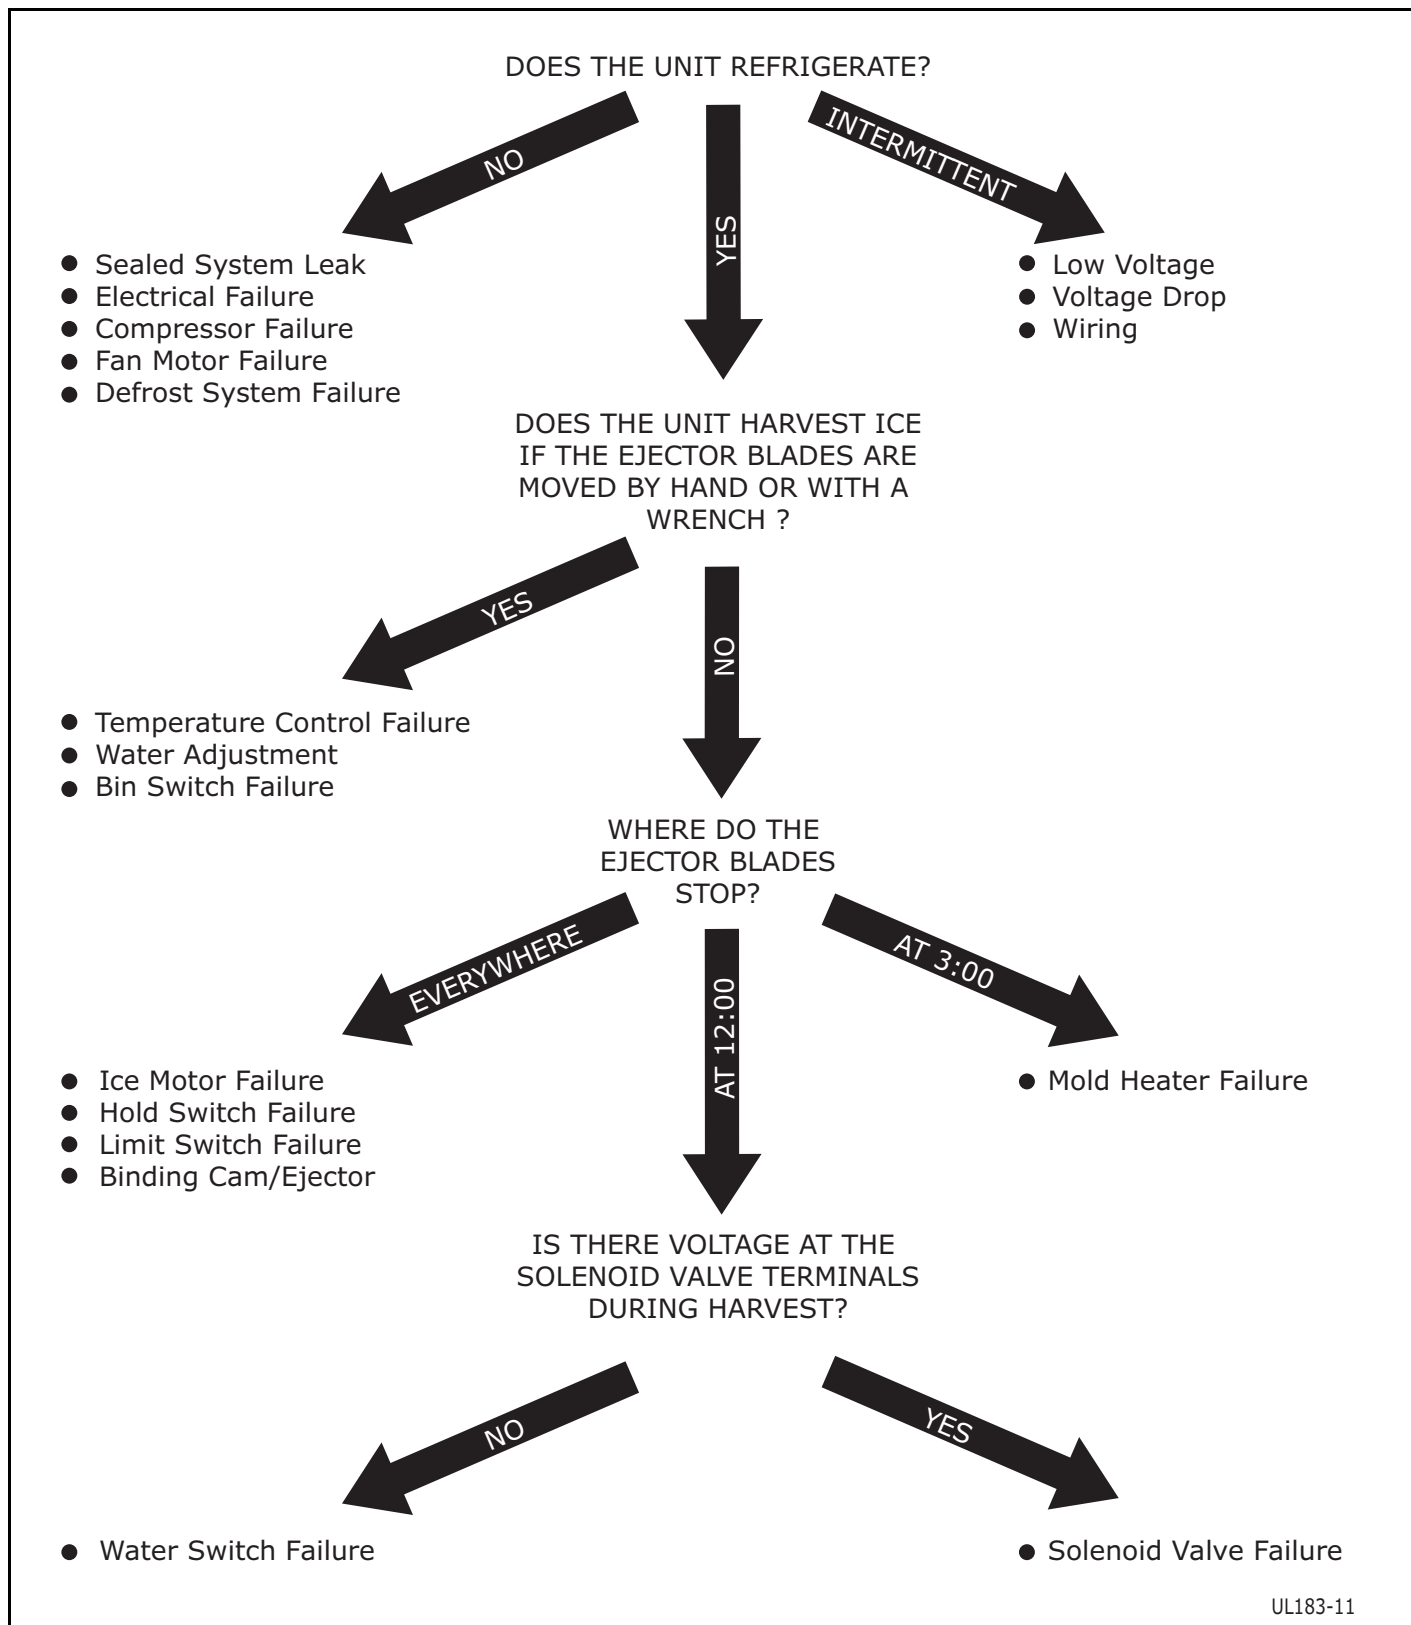 DOES THE UNIT REFRIGERATE?
NO
YES
INTERMITTENT
● Sealed System Leak
● Electrical Failure
● Compressor Failure
● Fan Motor Failure
● Defrost System Failure
● Low Voltage
● Voltage Drop
● Wiring
DOES THE UNIT HARVEST ICE
IF THE EJECTOR BLADES ARE
MOVED BY HAND OR WITH A
WRENCH ?
YES
NO
● Temperature Control Failure
● Water Adjustment
● Bin Switch Failure
WHERE DO THE
EJECTOR BLADES
STOP?
EVERYWHERE
AT 12:00
AT 3:00
● Ice Motor Failure
● Hold Switch Failure
● Limit Switch Failure
● Binding Cam/Ejector
● Mold Heater Failure
IS THERE VOLTAGE AT THE
SOLENOID VALVE TERMINALS
DURING HARVEST?
NO
YES
● Water Switch Failure
● Solenoid Valve Failure
UL183-11